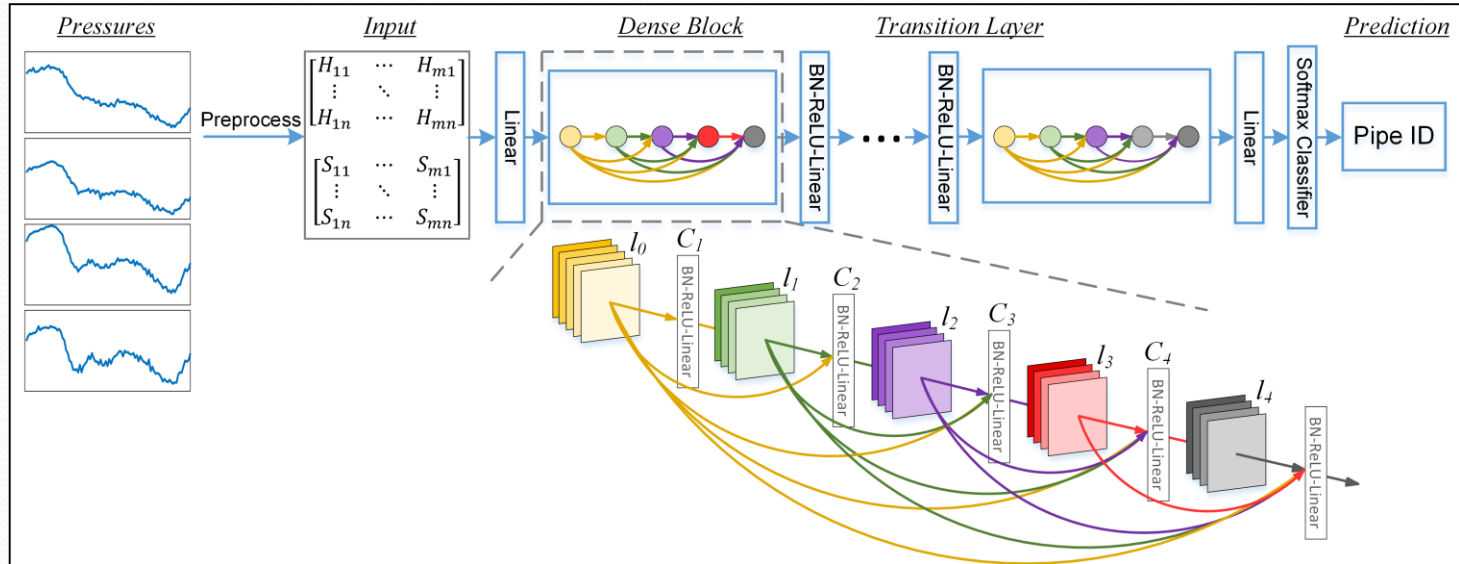 Pressures
Input
Dense Block
Transition Layer
Prediction
Preprocess
H11 ⋯ Hm1
⋮ ⋱ ⋮
H1n ⋯ Hmn
S11 ⋯ Sm1
⋮ ⋱ ⋮
S1n ⋯ Smn
Linear
BN-ReLU-Linear
•••
BN-ReLU-Linear
Linear
Softmax Classifier
Pipe ID
l0
C1
BN-ReLU-Linear
l1
C2
BN-ReLU-Linear
l2
C3
BN-ReLU-Linear
l3
C4
BN-ReLU-Linear
l4
BN-ReLU-Linear